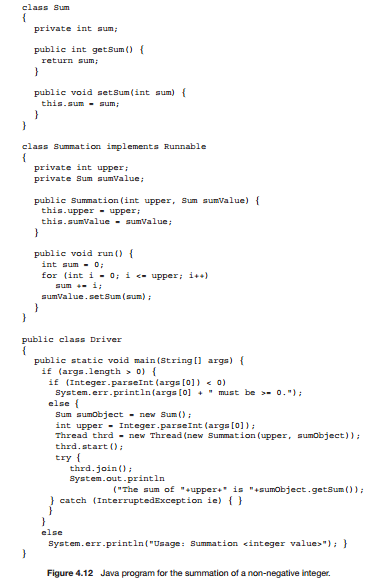 class Sum
{
private int sum;
public int getSum() {
return sum;
}
public void setSum(int sum) {
this.sum = sum;
}
}
class Summation implements Runnable
{
private int upper;
private Sum sumValue;
public Summation(int upper, Sum sumValue) {
this.upper = upper;
this.sumValue = sumValue;
}
public void run() {
int sum = 0;
for (int i = 0; i <= upper; i++)
sum += i;
sumValue.setSum(sum);
}
}
public class Driver
{
public static void main(String[] args) {
if (args.length > 0) {
if (Integer.parseInt(args[0]) < 0)
System.err.println(args[0] + " must be >= 0.");
else {
Sum sumObject = new Sum();
int upper = Integer.parseInt(args[0]);
Thread thrd = new Thread(new Summation(upper, sumObject));
thrd.start();
try {
thrd.join();
System.out.println
("The sum of "+upper+" is "+sumObject.getSum());
} catch (InterruptedException ie) { }
}
}
else
System.err.println("Usage: Summation <integer value>"); }
}
Figure 4.12 Java program for the summation of a non-negative integer.